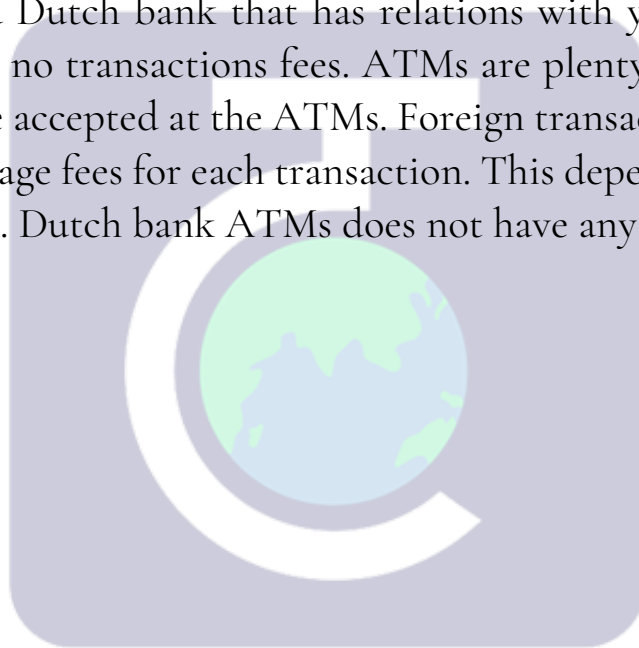 Dutch bank that has relations with
no transactions fees. ATMs are plenty
accepted at the ATMs. Foreign
fees for each transaction. This
. Dutch bank ATMs does not have any